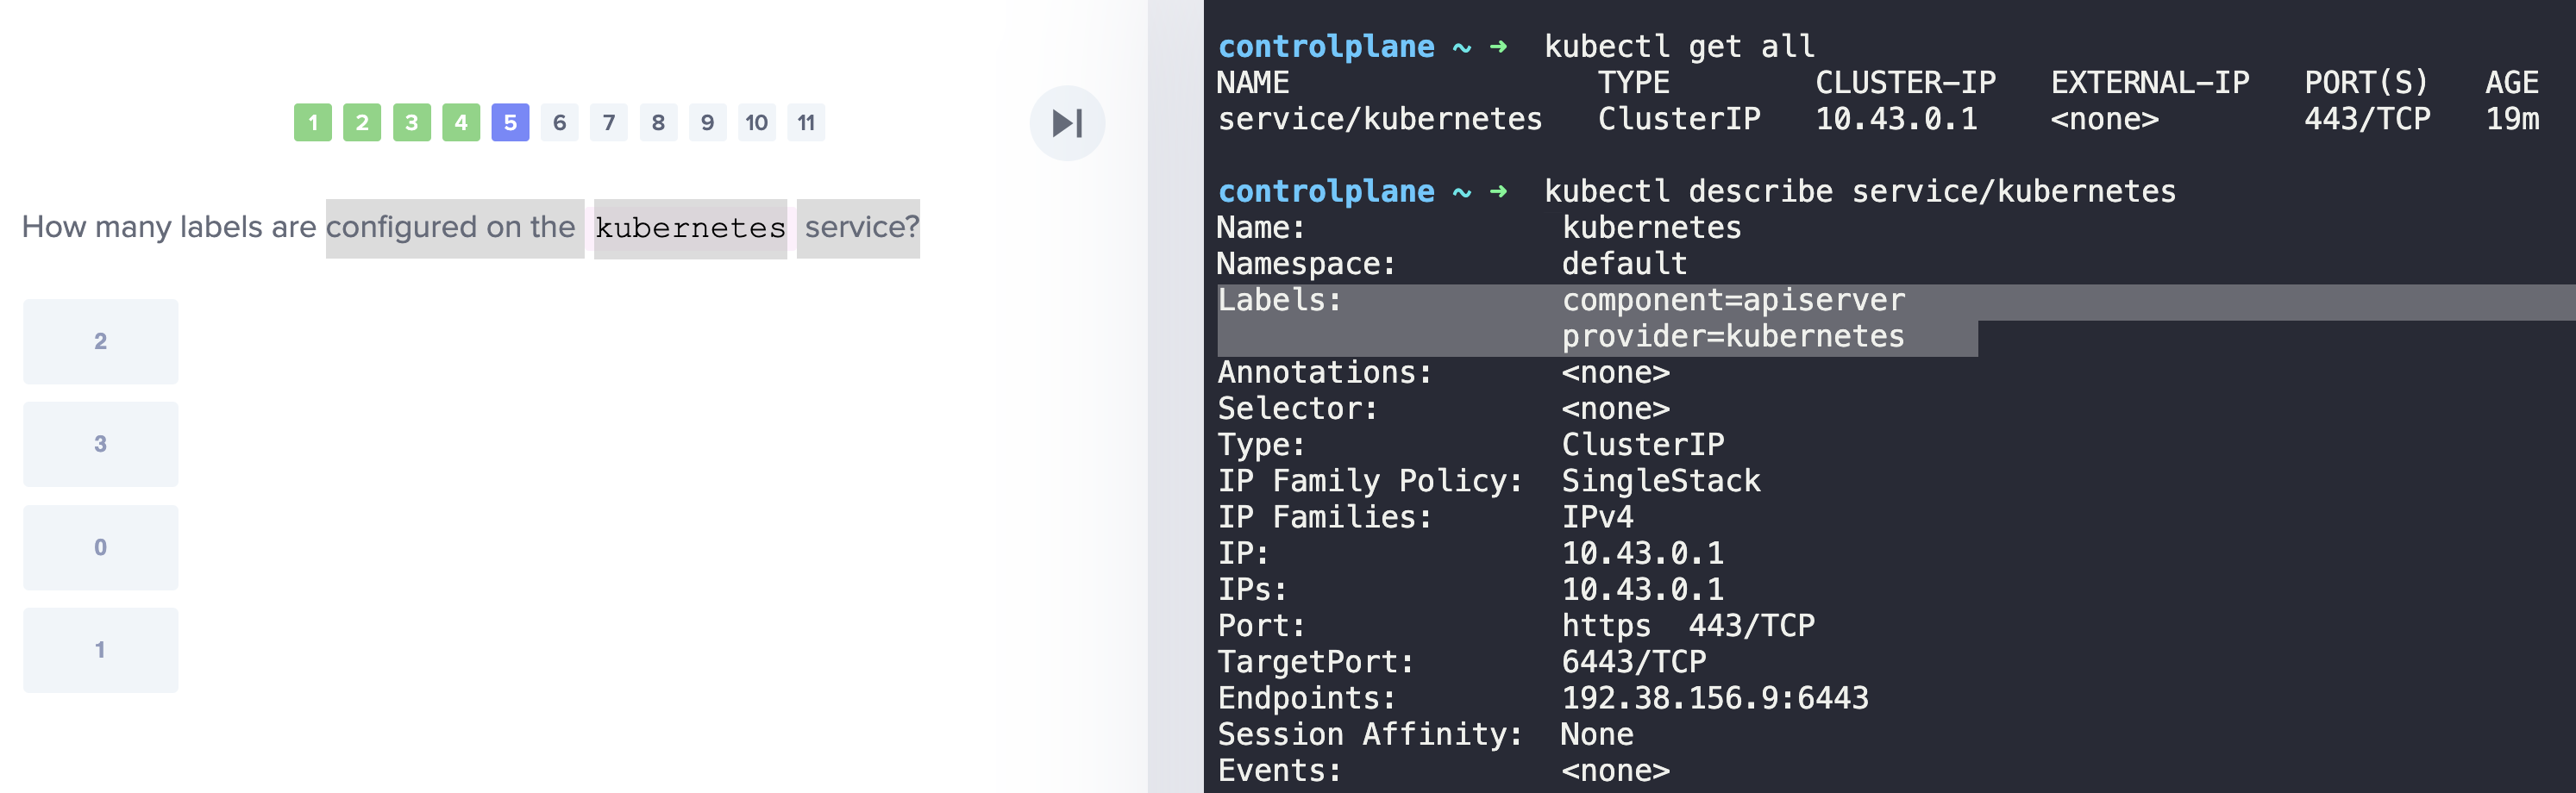 1 2 3 4 5 6 7 8 9 10 11
How many labels are configured on the kubernetes service?
2
3
0
1
controlplane ~ ➜  kubectl get all
NAME                 TYPE        CLUSTER-IP   EXTERNAL-IP   PORT(S)   AGE
service/kubernetes   ClusterIP   10.43.0.1    <none>        443/TCP   19m
controlplane ~ ➜  kubectl describe service/kubernetes
Name:              kubernetes
Namespace:         default
Labels:            component=apiserver
                   provider=kubernetes
Annotations:       <none>
Selector:          <none>
Type:              ClusterIP
IP Family Policy:  SingleStack
IP Families:       IPv4
IP:                10.43.0.1
IPs:               10.43.0.1
Port:              https  443/TCP
TargetPort:        6443/TCP
Endpoints:         192.38.156.9:6443
Session Affinity:  None
Events:            <none>